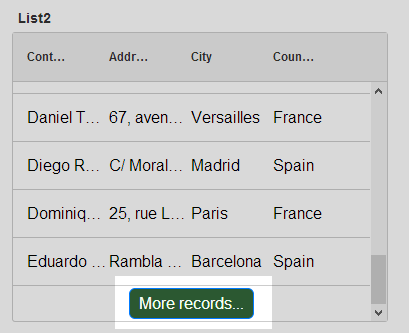 List2
Cont... Addr... City Coun...
Daniel T... 67, aven... Versailles France
Diego R... C/ Moral... Madrid Spain
Dominiq... 25, rue L... Paris France
Eduardo ... Rambla ... Barcelona Spain
More records...